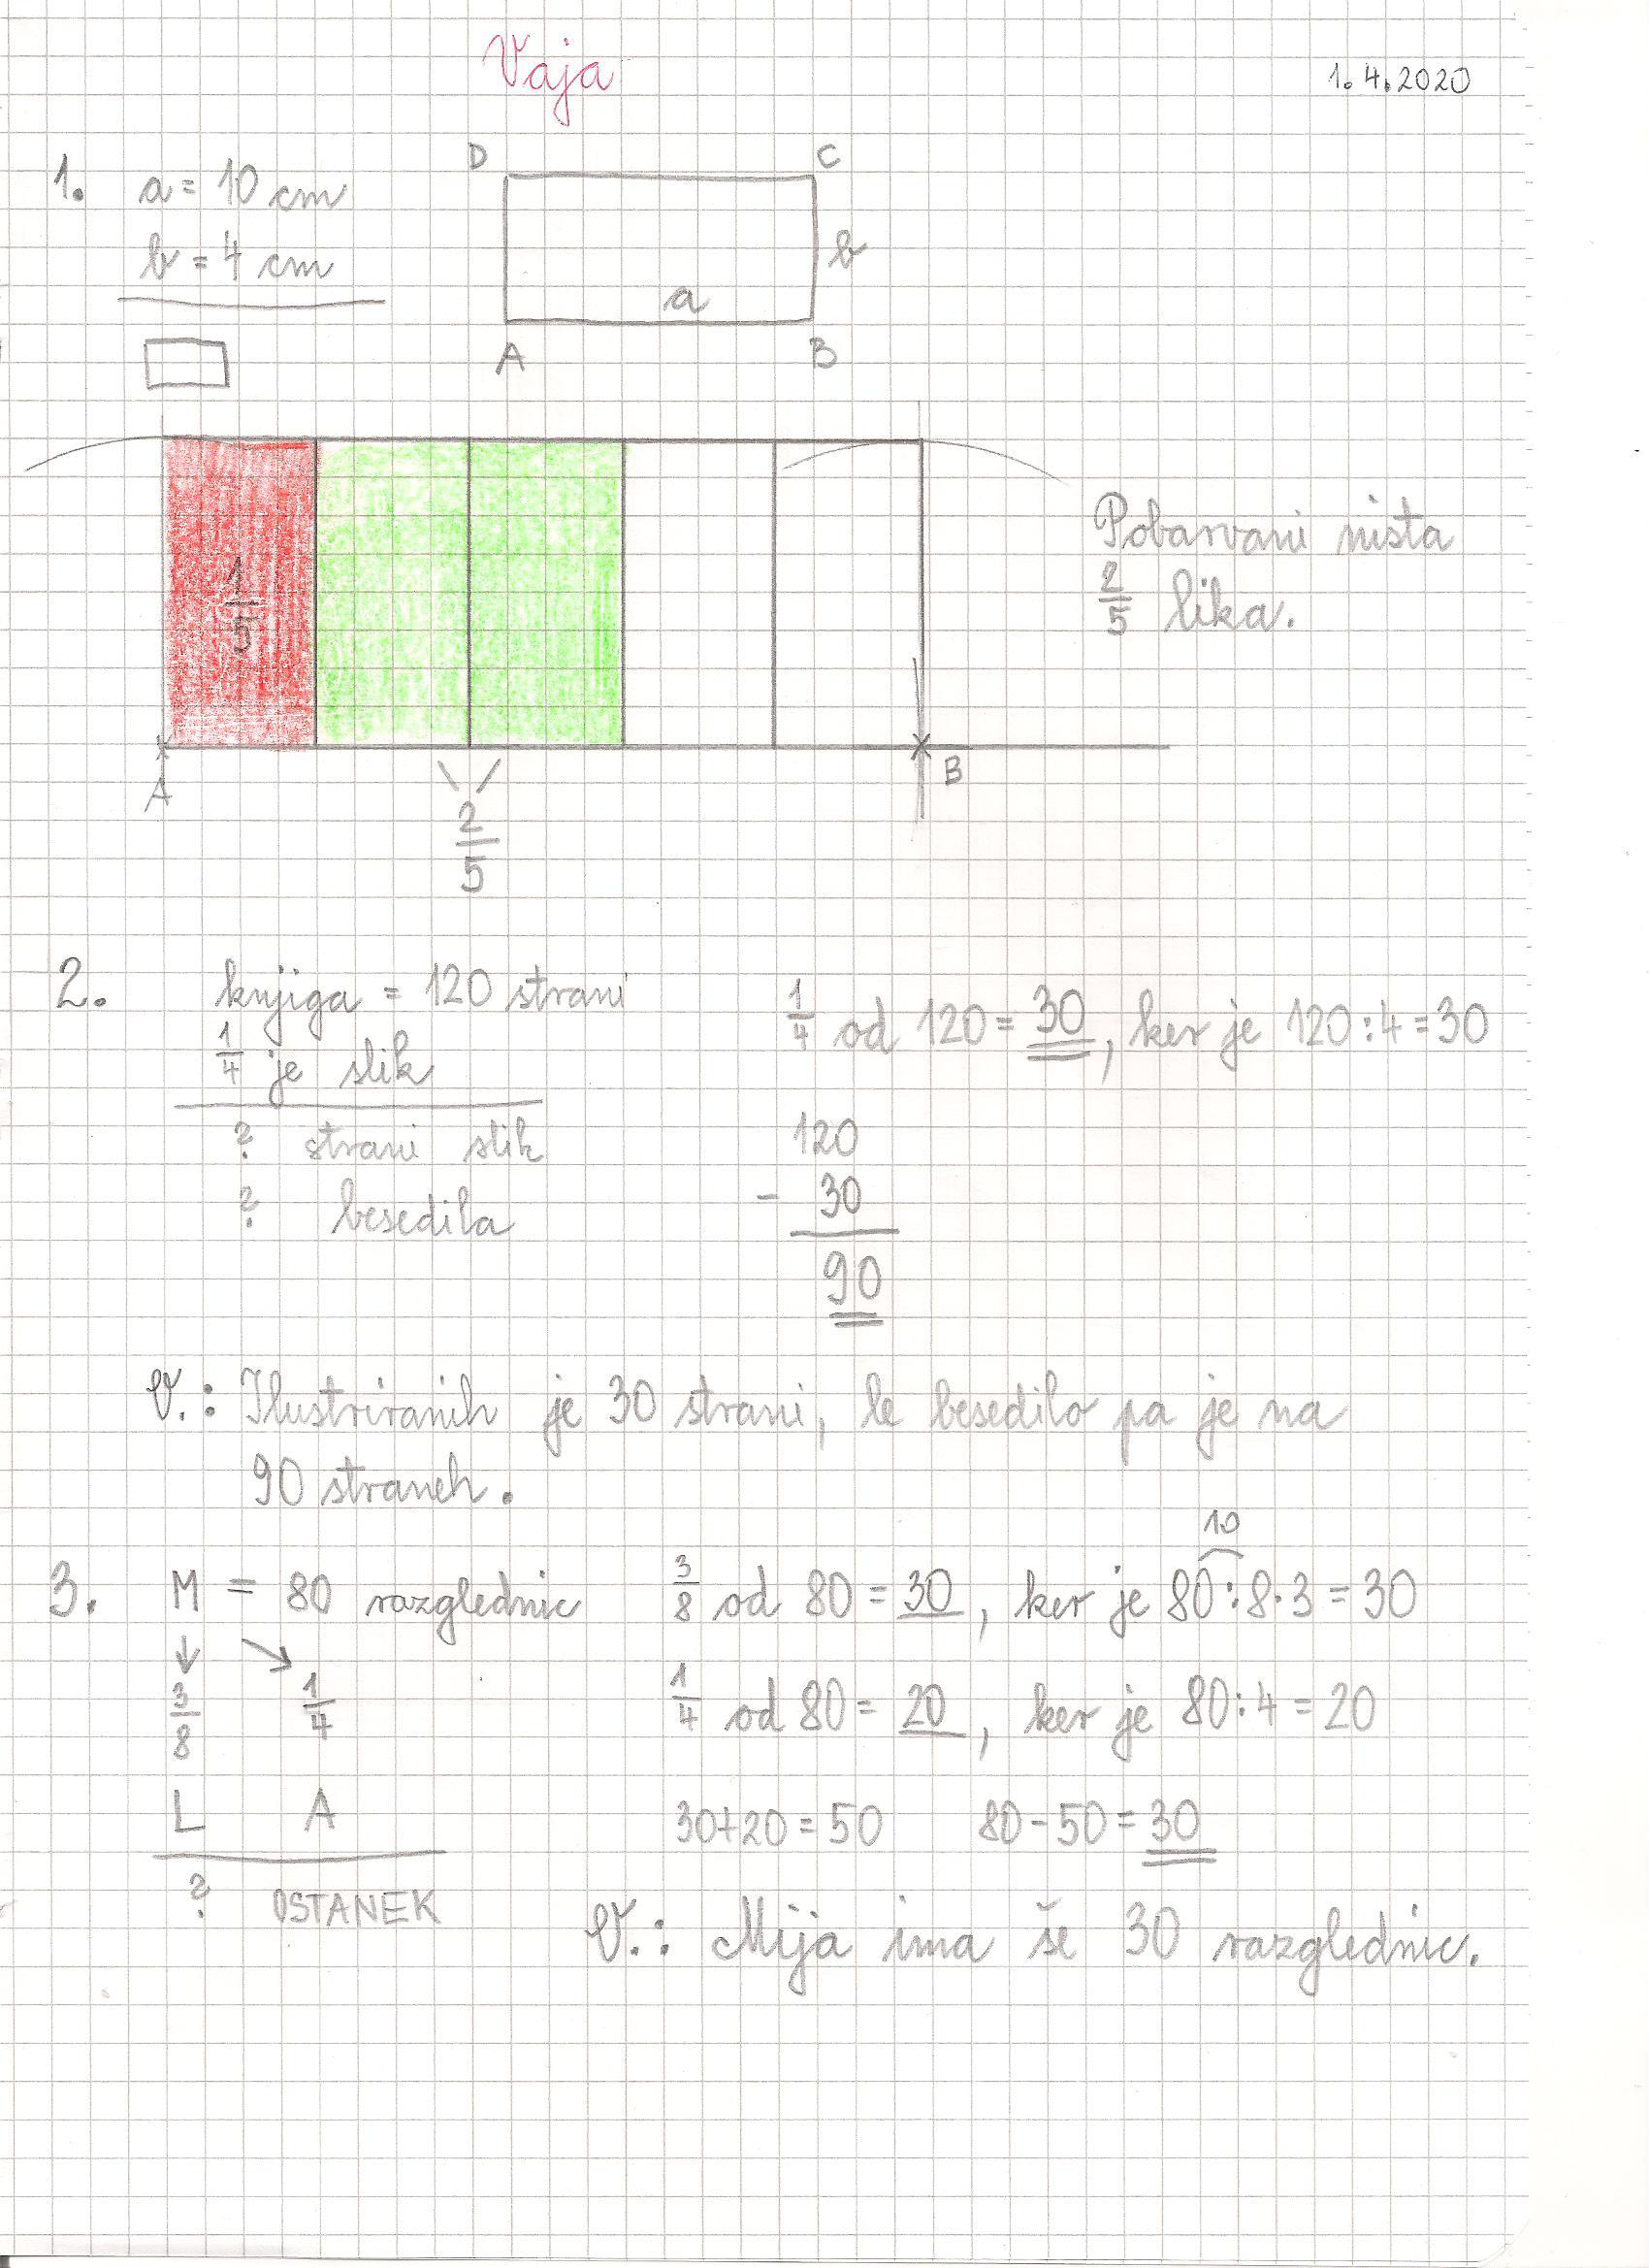 Vaja
1.4.2020
1. a = 10 cm
b = 4 cm
D C
b
a
A B
1/5
Pobarvani nista
2/5 lika.
A B
2/5
2. knjiga = 120 strani
1/4 je slik
? strani slik
? besedila
1/4 od 120 = 30, ker je 120:4 = 30
120
- 30
90
V.: Ilustriranih je 30 strani, le besedilo pa je na
90 straneh.
3. M = 80 razglednic
3/8 1/4
L A
? OSTANEK
10
3/8 od 80 = 30, ker je 80:8·3 = 30
1/4 od 80 = 20, ker je 80:4 = 20
30+20 = 50 80-50 = 30
V.: Mija ima še 30 razglednic.